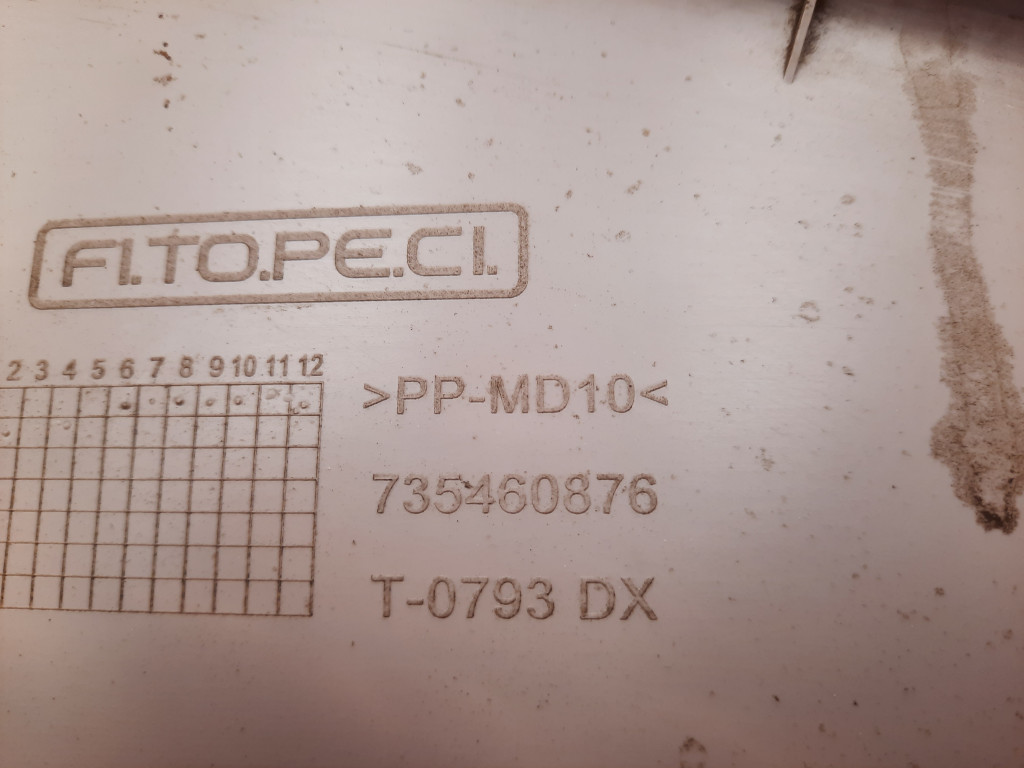 FI.TO.PE.CI.
2 3 4 5 6 7 8 9 10 11 12
>PP-MD10<
735460876
T-0793 DX